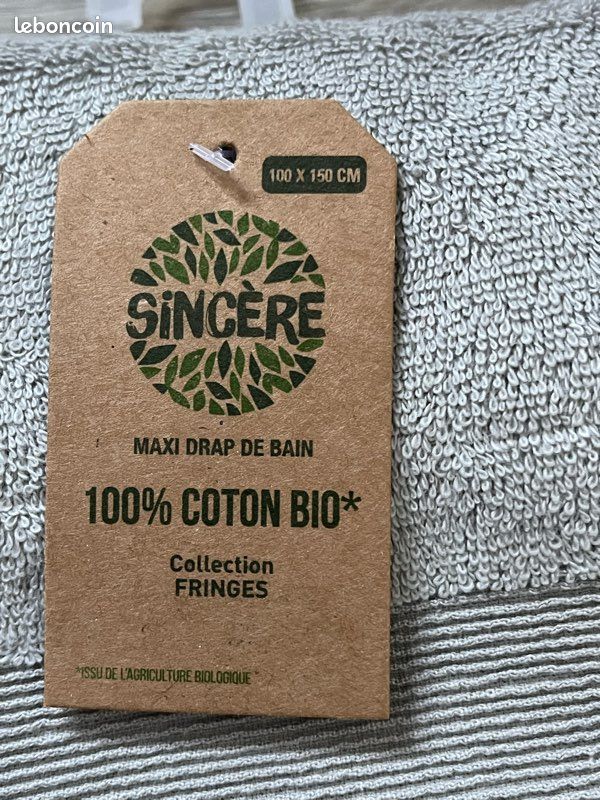 leboncoin
100 X 150 CM
SiNCÈRE
MAXI DRAP DE BAIN
100% COTON BIO*
Collection
FRINGES
*ISSU DE L'AGRICULTURE BIOLOGIQUE